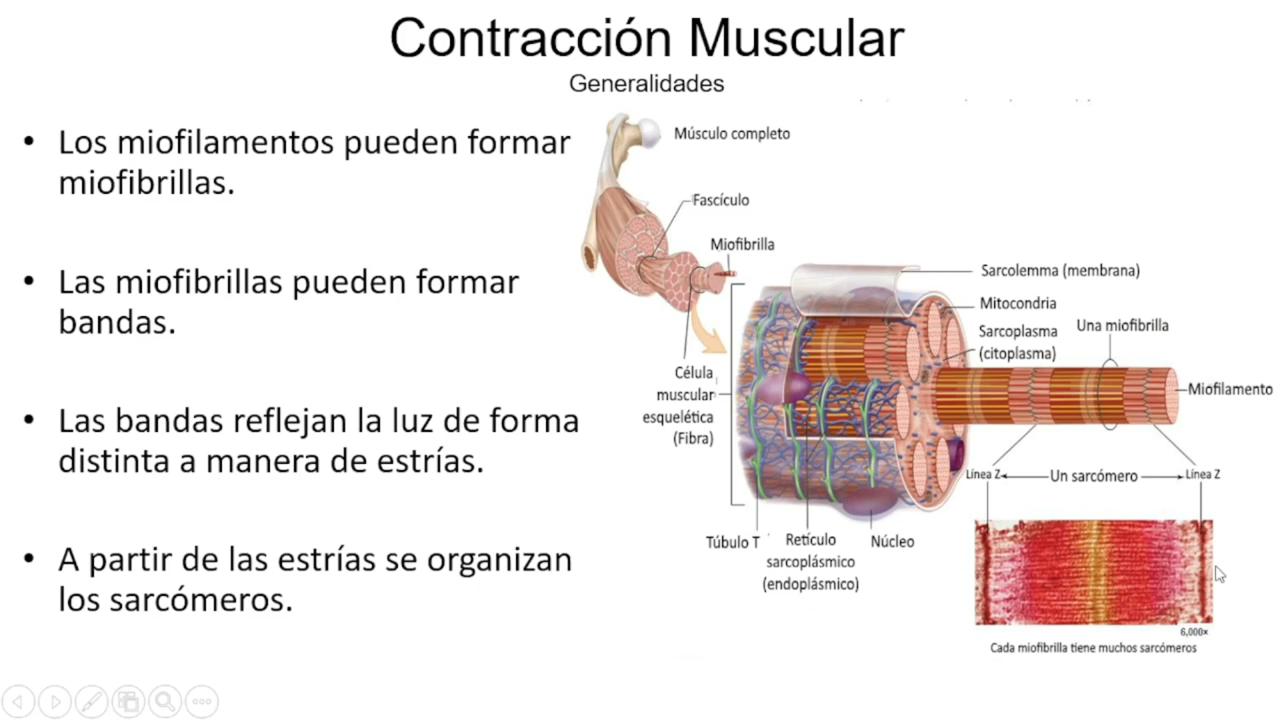 Contracción Muscular
Generalidades
• Los miofilamentos pueden formar
miofibrillas.
• Las miofibrillas pueden formar
bandas.
• Las bandas reflejan la luz de forma
distinta a manera de estrías.
• A partir de las estrías se organizan
los sarcómeros.
Músculo completo
Fascículo
Miofibrilla
Sarcolemma (membrana)
Mitocondria
Sarcoplasma
(citoplasma)
Una miofibrilla
Miofilamento
Célula
muscular
esquelética
(Fibra)
Línea Z
Un sarcómero
Línea Z
Túbulo T
Retículo
sarcoplásmico
(endoplásmico)
Núcleo
6,000x
Cada miofibrilla tiene muchos sarcómeros